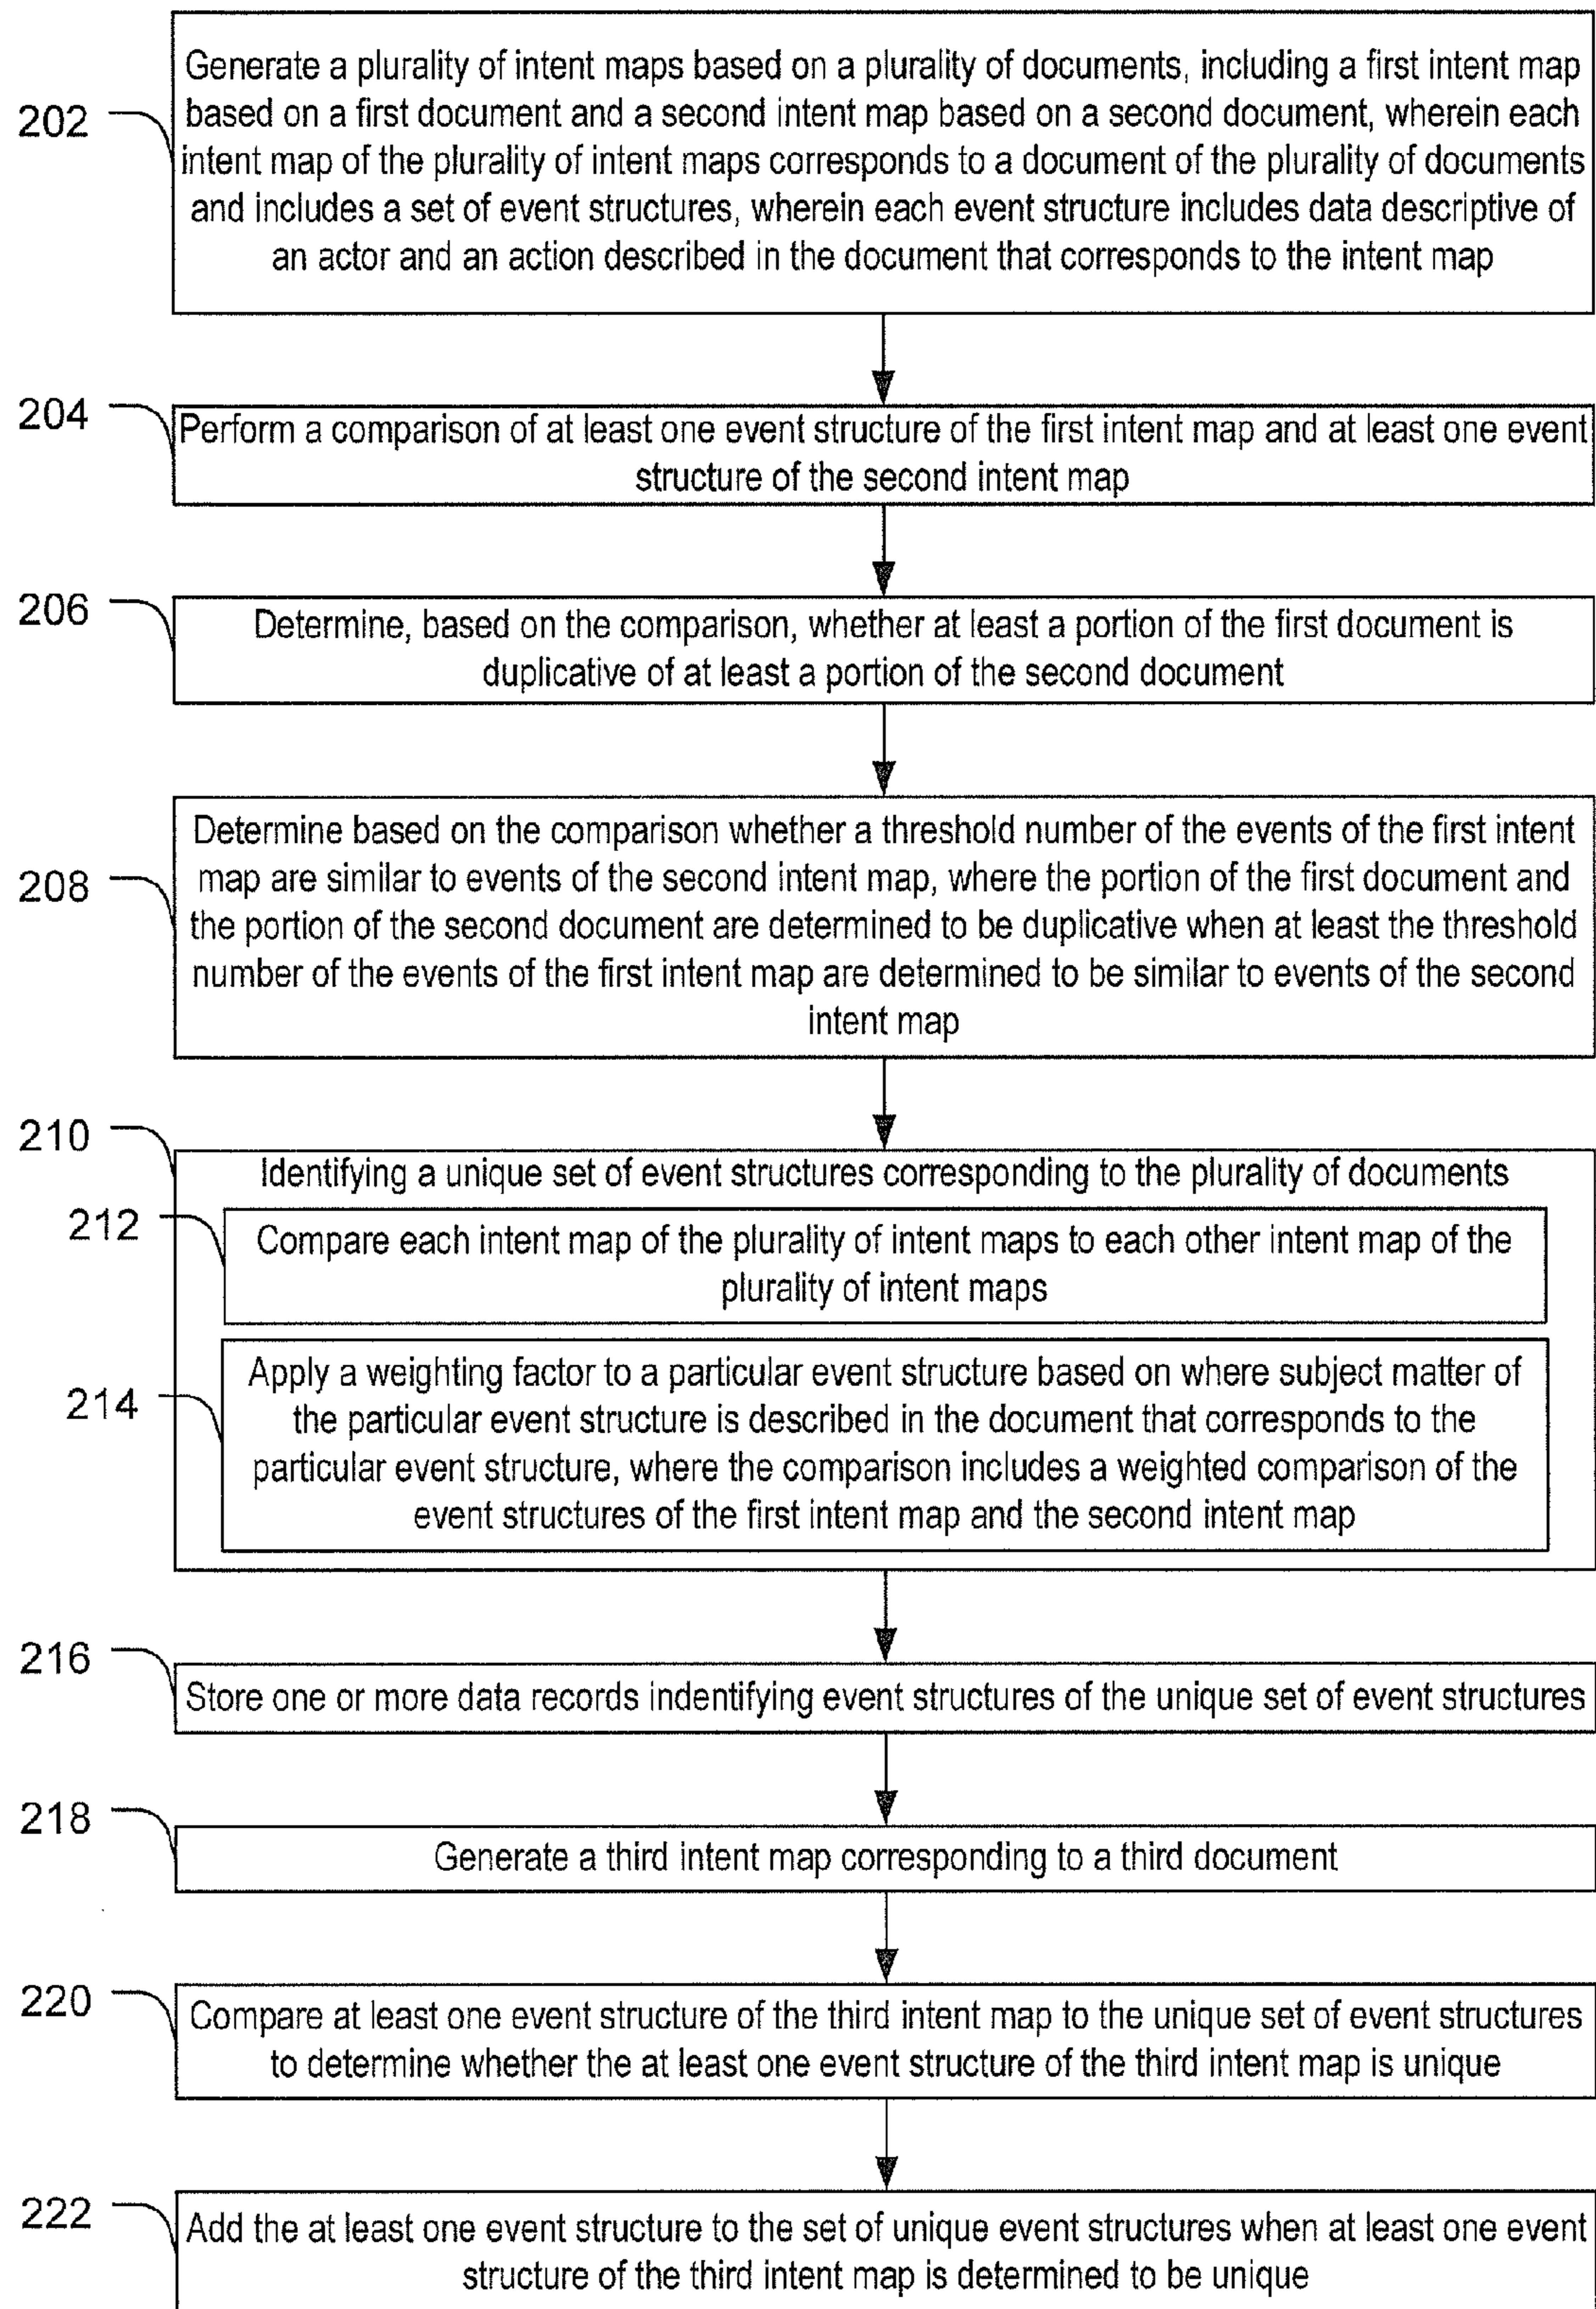 202
Generate a plurality of intent maps based on a plurality of documents, including a first intent map
based on a first document and a second intent map based on a second document, wherein each
intent map of the plurality of intent maps corresponds to a document of the plurality of documents
and includes a set of event structures, wherein each event structure includes data descriptive of
an actor and an action described in the document that corresponds to the intent map
204
Perform a comparison of at least one event structure of the first intent map and at least one event
structure of the second intent map
206
Determine, based on the comparison, whether at least a portion of the first document is
duplicative of at least a portion of the second document
208
Determine based on the comparison whether a threshold number of the events of the first intent
map are similar to events of the second intent map, where the portion of the first document and
the portion of the second document are determined to be duplicative when at least the threshold
number of the events of the first intent map are determined to be similar to events of the second
intent map
210
Identifying a unique set of event structures corresponding to the plurality of documents
212
Compare each intent map of the plurality of intent maps to each other intent map of the
plurality of intent maps
214
Apply a weighting factor to a particular event structure based on where subject matter of
the particular event structure is described in the document that corresponds to the
particular event structure, where the comparison includes a weighted comparison of the
event structures of the first intent map and the second intent map
216
Store one or more data records indentifying event structures of the unique set of event structures
218
Generate a third intent map corresponding to a third document
220
Compare at least one event structure of the third intent map to the unique set of event structures
to determine whether the at least one event structure of the third intent map is unique
222
Add the at least one event structure to the set of unique event structures when at least one event
structure of the third intent map is determined to be unique